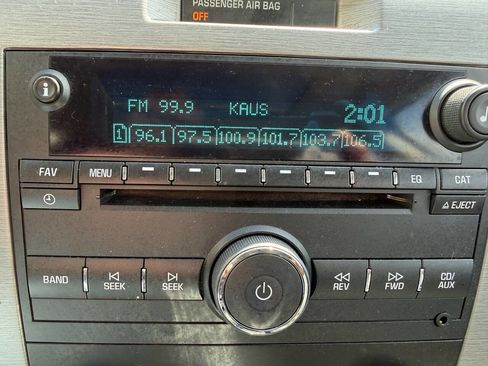 PASSENGER AIR BAG
OFF
FM 99.9 KAUS 2:01
1 96.1 97.5 100.9 101.7 103.7 106.5
FAV MENU EQ CAT
EJECT
BAND SEEK SEEK REV FWD CD/AUX